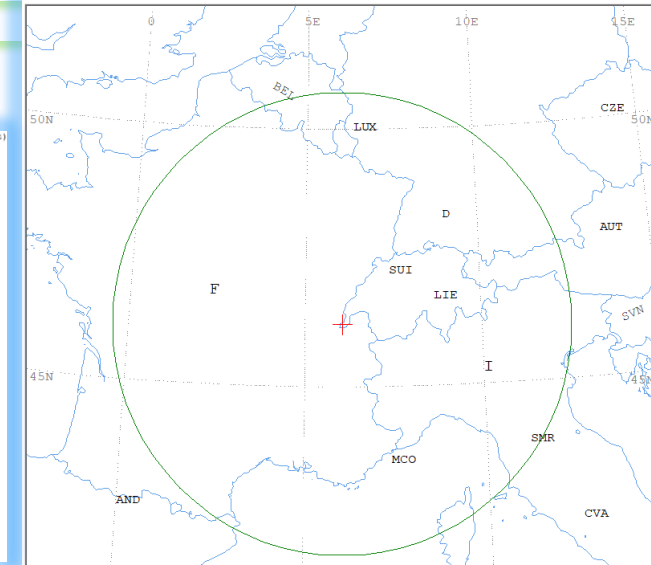 0 5E 10E 15E
BEL
CZE
50N LUX 50N
D
AUT
SUI
F LIE
SVN
I
45N 45N
SMR
MCO
AND
CVA